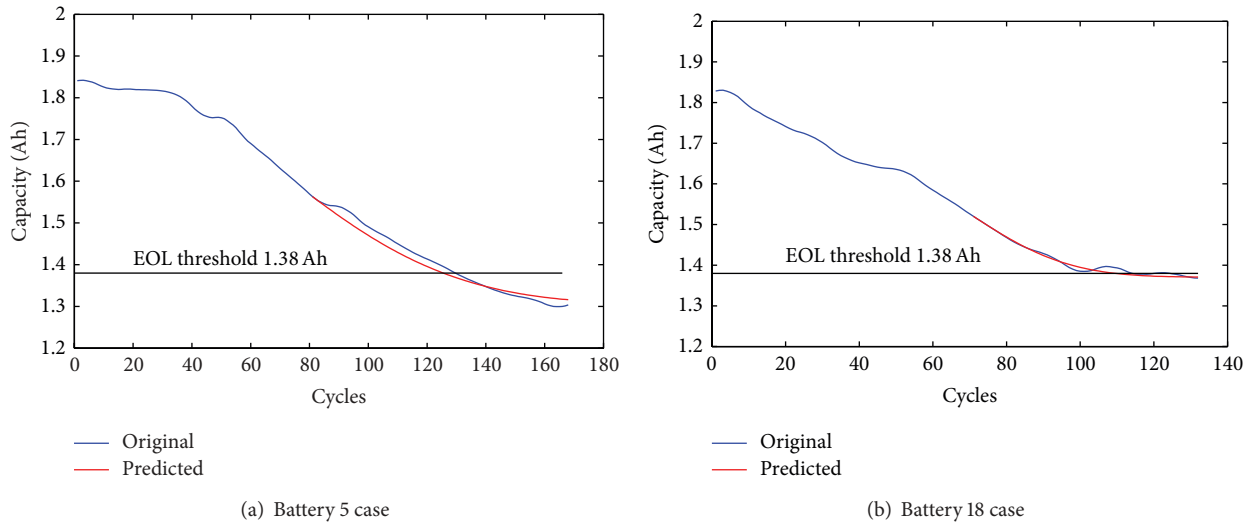 2
1.9
1.8
1.7
1.6
1.5
1.4
1.3
1.2
Capacity (Ah)
EOL threshold 1.38 Ah
0 20 40 60 80 100 120 140 160 180
Cycles
Original
Predicted
(a) Battery 5 case
2
1.9
1.8
1.7
1.6
1.5
1.4
1.3
1.2
Capacity (Ah)
EOL threshold 1.38 Ah
0 20 40 60 80 100 120 140
Cycles
Original
Predicted
(b) Battery 18 case